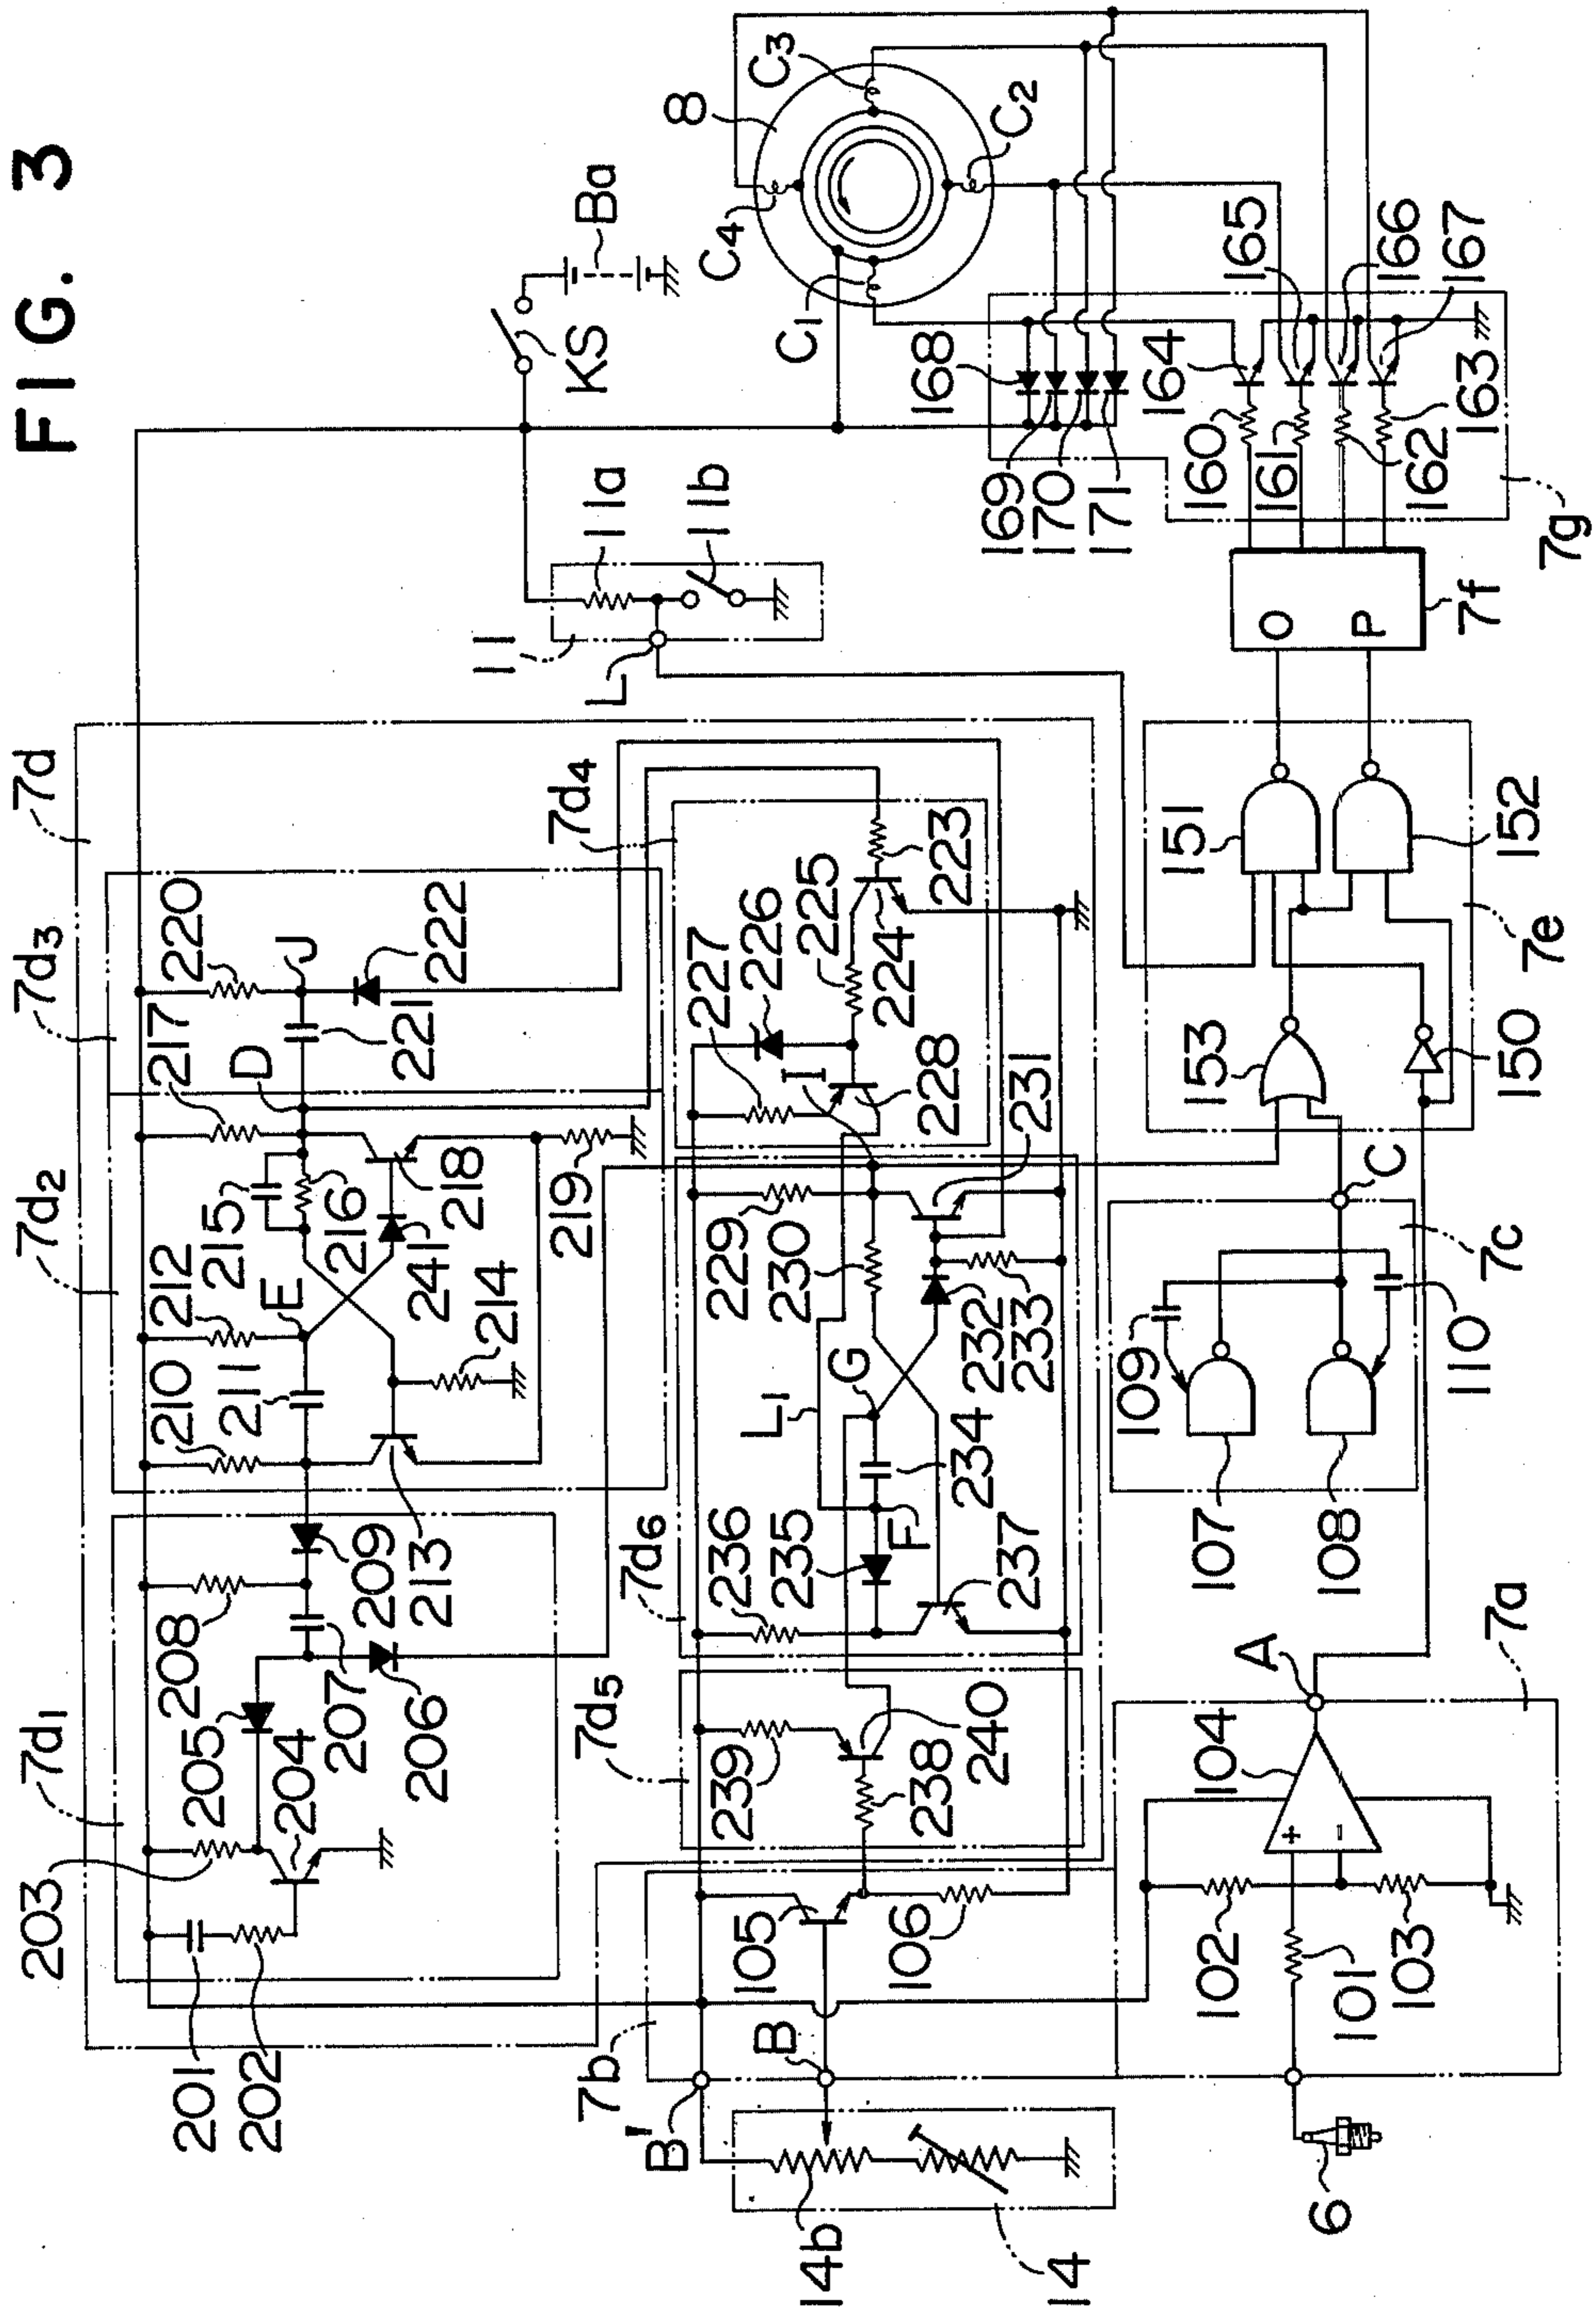 FIG. 3
7d
7d1
7d2
7d3
203
201
202
205
204
208
207
206
209
213
210
211
212
E
215
216
241
214
217
D
218
219
220
J
221
222
KS
Ba
8
C4
C3
C1
C2
11
11a
11b
L
7d4
7d5
7d6
239
238
240
236
235
F
237
234
G
L1
229
230
232
233
231
I
227
226
225
224
228
223
168
169
170
171
164
165
166
167
160
161
162
163
7g
7f
O
P
7e
151
152
153
150
C
7c
109
110
107
108
7a
A
104
+
−
102
101
103
7b
105
106
B
B'
14b
14
6